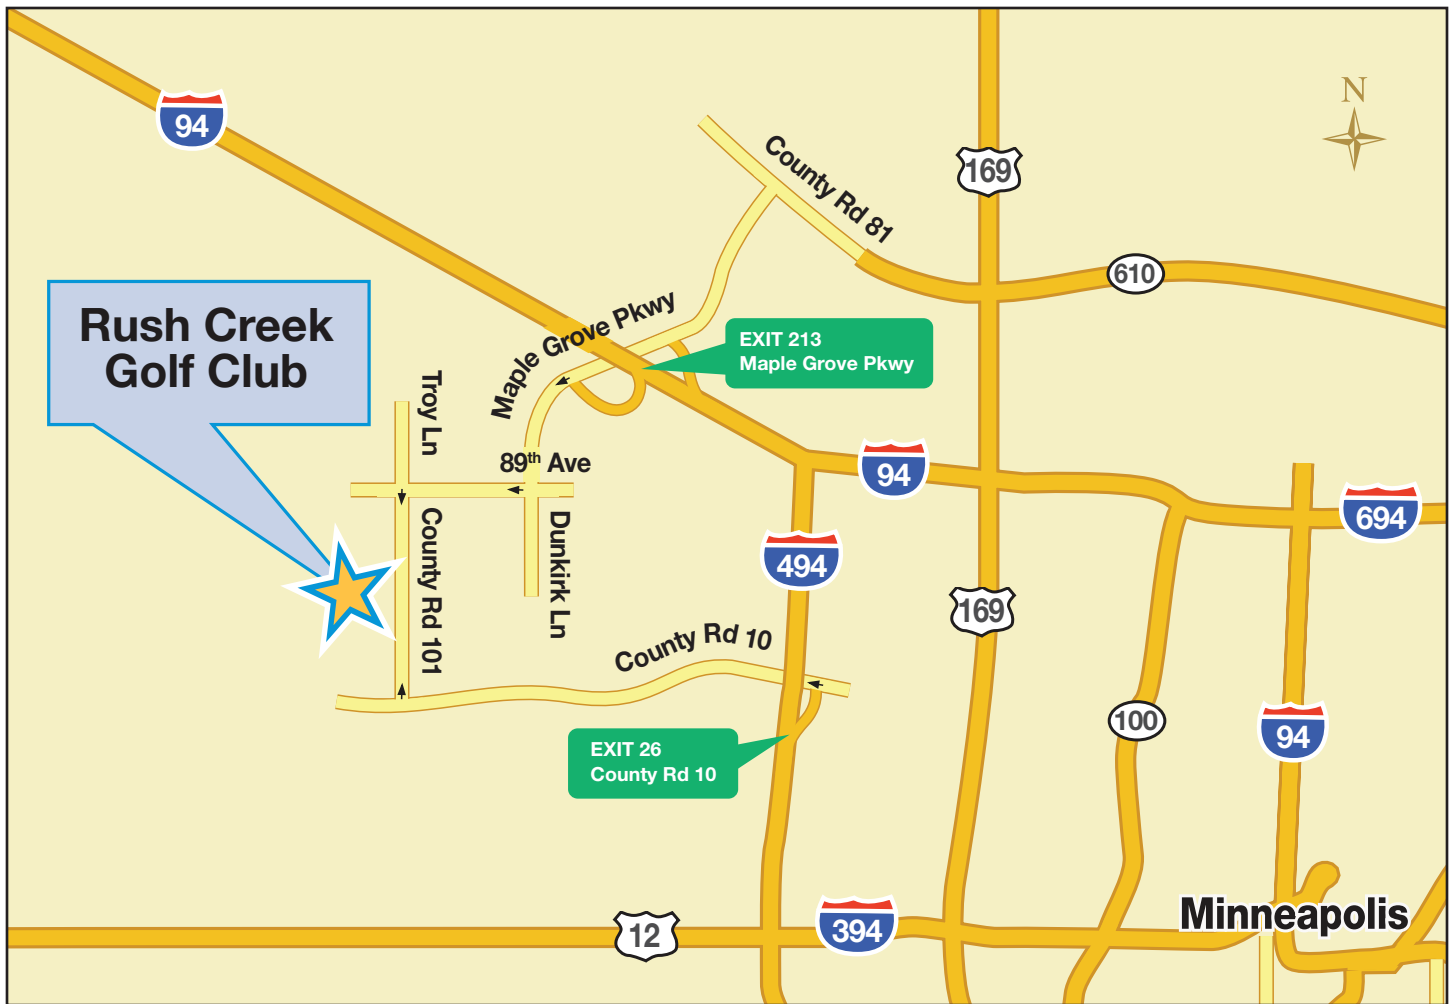 N
94
169
County Rd 81
610
Rush Creek
Golf Club
Maple Grove Pkwy
EXIT 213
Maple Grove Pkwy
Troy Ln
89th Ave
94
694
494
County Rd 101
Dunkirk Ln
169
County Rd 10
100
94
EXIT 26
County Rd 10
Minneapolis
12
394